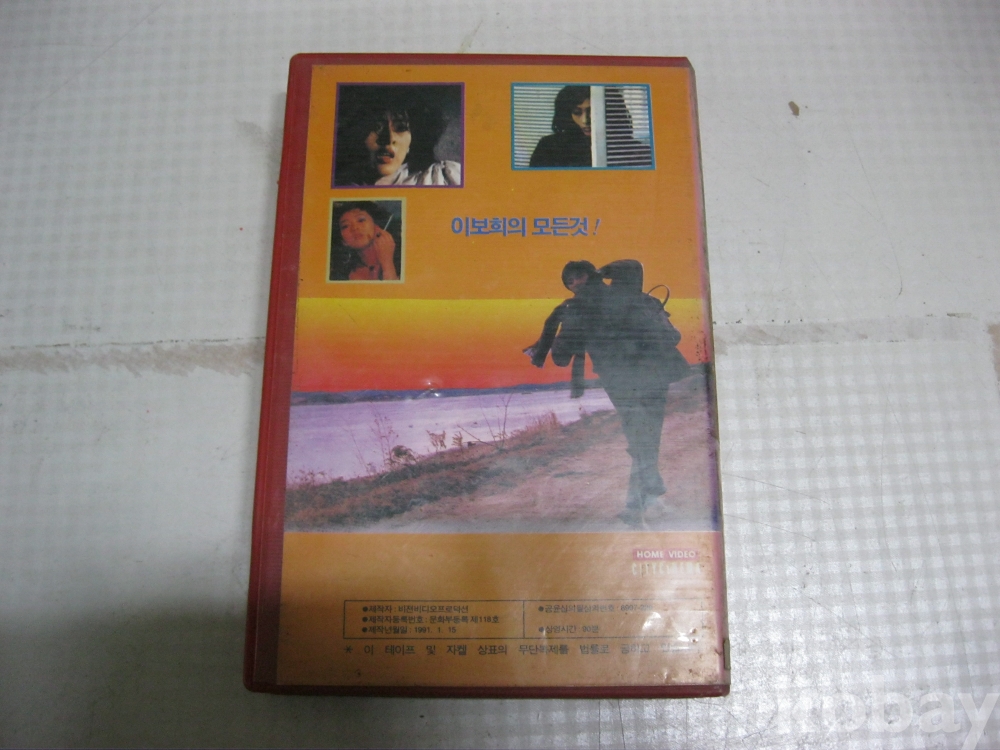 이보희의 모든것!
HOME VIDEO
●제작자 : 비전비디오프로덕션
●제작자등록번호 : 문화부등록 제118호
●제작년월일 : 1991. 1. 15
●상영시간 : 90분
* 이 테이프 및 자켓 상표의 무단복제를 법률로